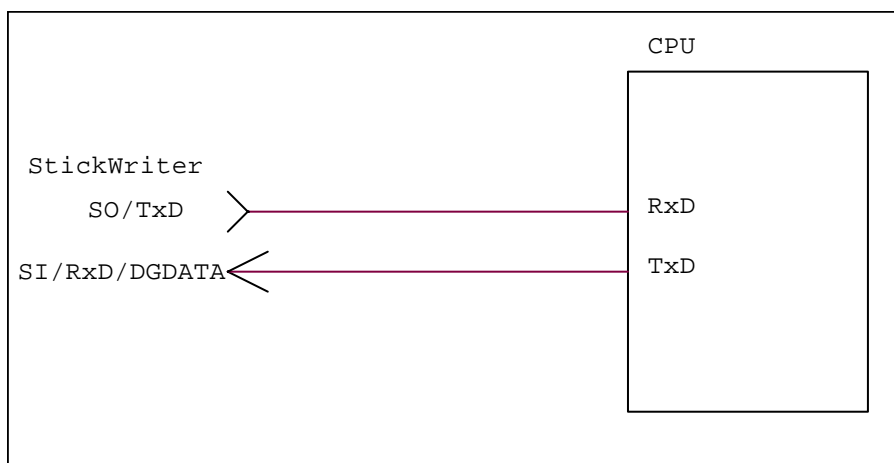 CPU
StickWriter
SO/TxD
RxD
SI/RxD/DGDATA
TxD